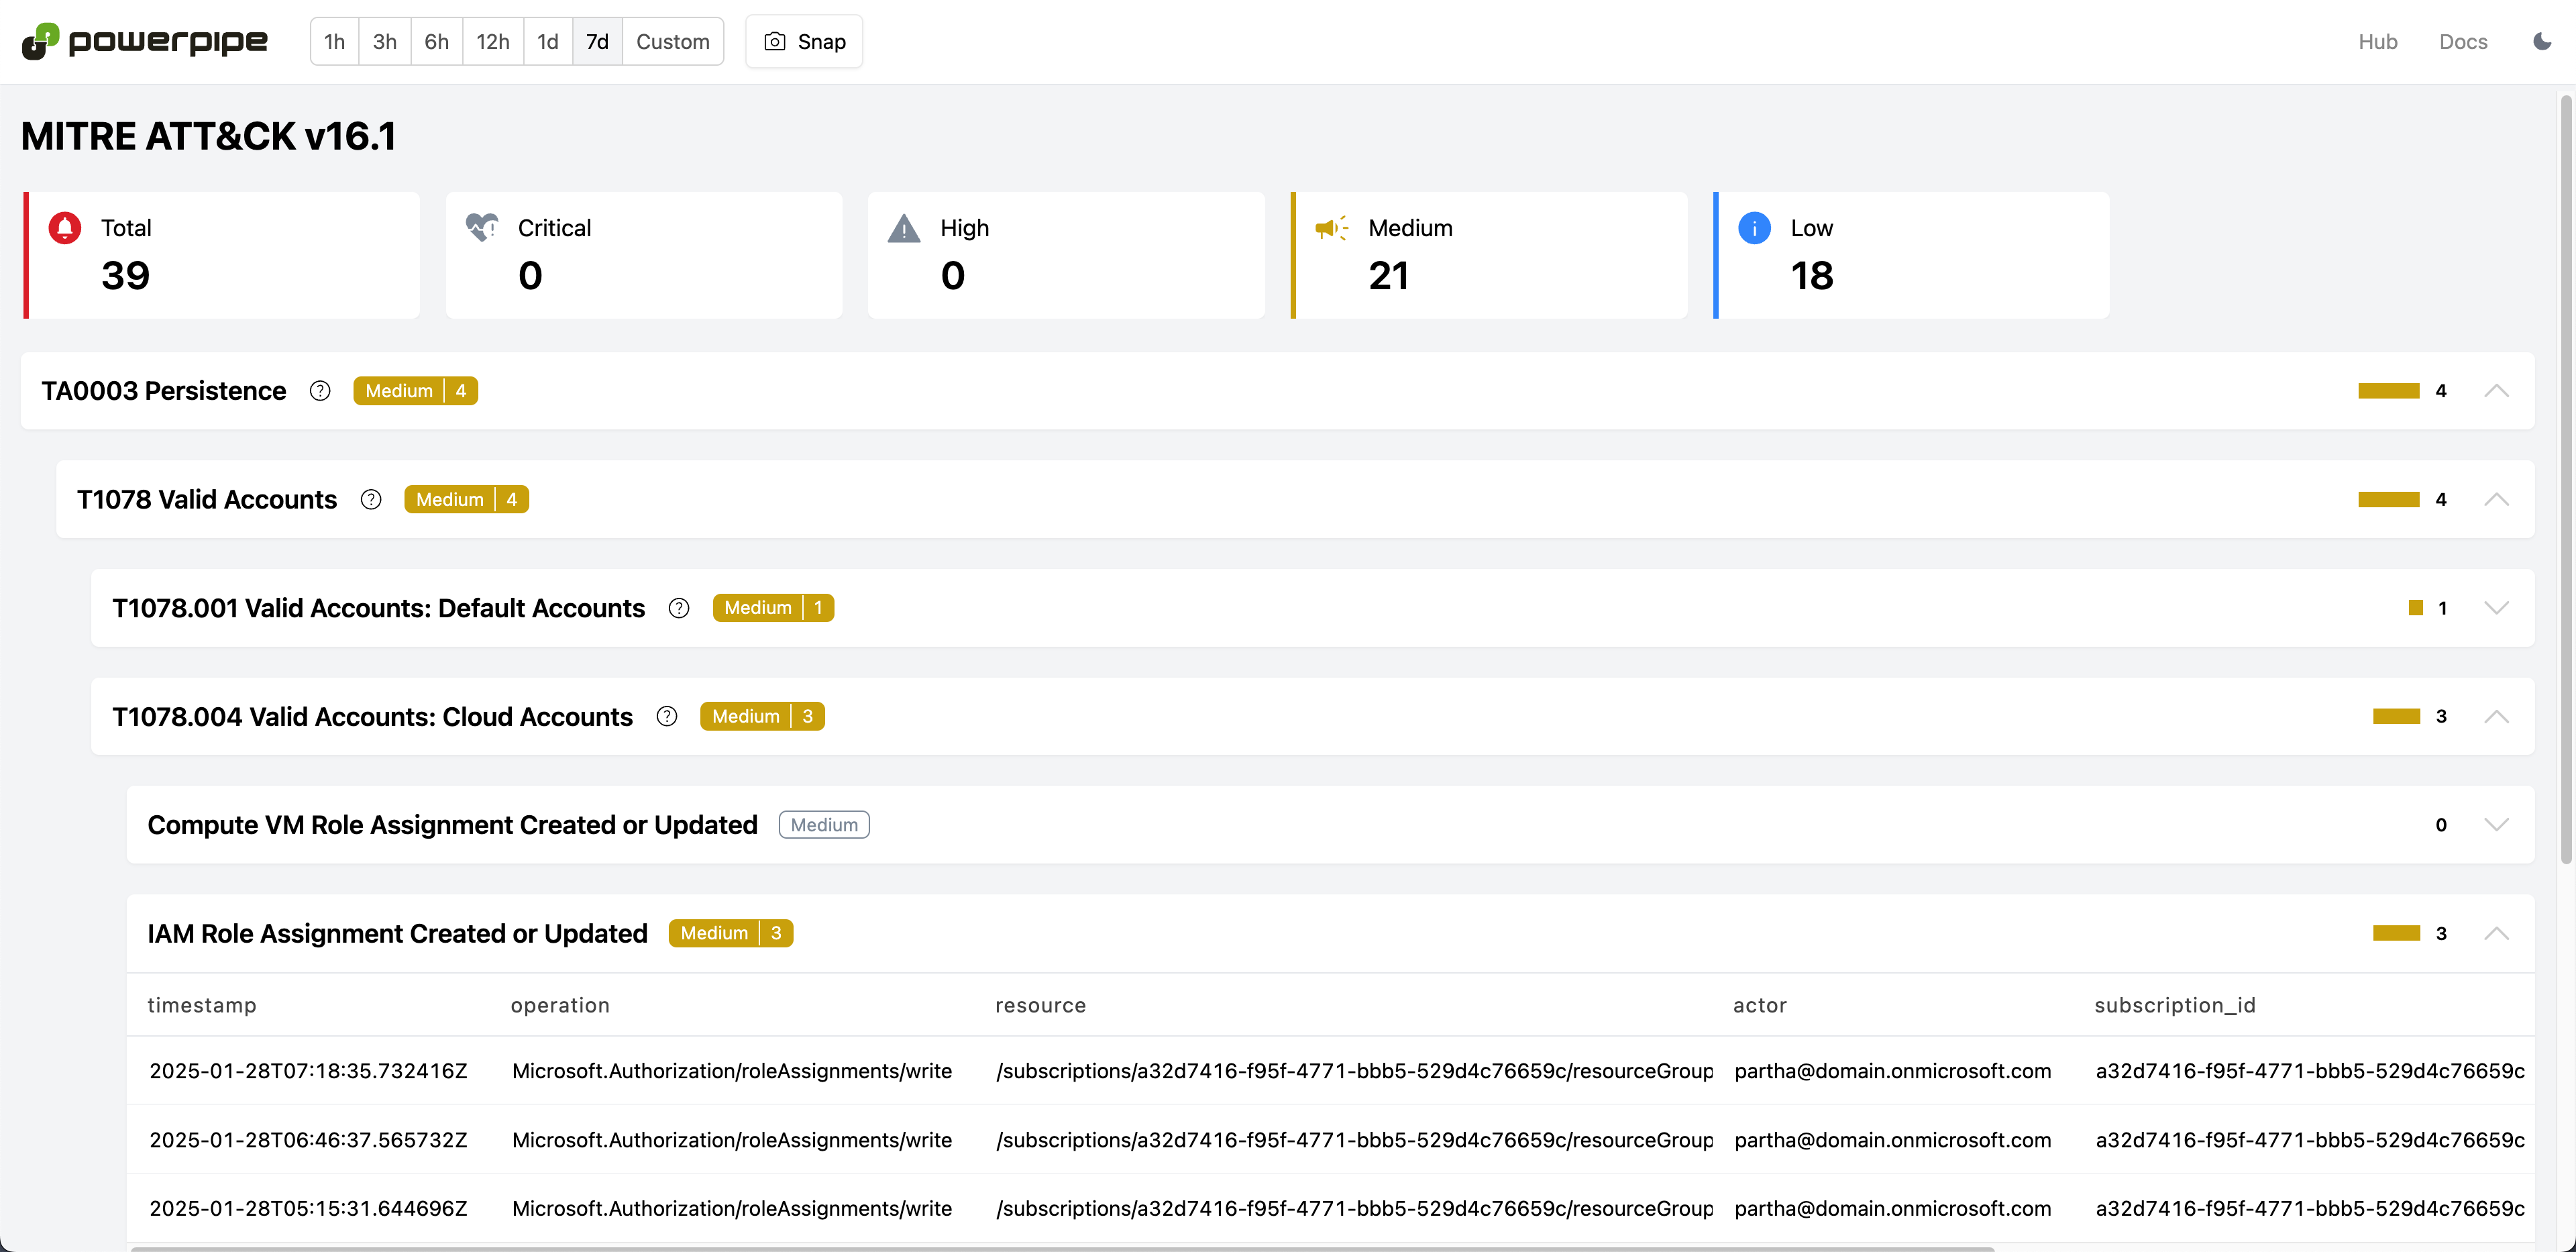 powerpipe 1h 3h 6h 12h 1d 7d Custom Snap Hub Docs
MITRE ATT&CK v16.1
Total Critical High Medium Low
39 0 0 21 18
TA0003 Persistence Medium 4 4
T1078 Valid Accounts Medium 4 4
T1078.001 Valid Accounts: Default Accounts Medium 1 1
T1078.004 Valid Accounts: Cloud Accounts Medium 3 3
Compute VM Role Assignment Created or Updated Medium 0
IAM Role Assignment Created or Updated Medium 3 3
timestamp operation resource actor subscription_id
2025-01-28T07:18:35.732416Z Microsoft.Authorization/roleAssignments/write /subscriptions/a32d7416-f95f-4771-bbb5-529d4c76659c/resourceGroup partha@domain.onmicrosoft.com a32d7416-f95f-4771-bbb5-529d4c76659c
2025-01-28T06:46:37.565732Z Microsoft.Authorization/roleAssignments/write /subscriptions/a32d7416-f95f-4771-bbb5-529d4c76659c/resourceGroup partha@domain.onmicrosoft.com a32d7416-f95f-4771-bbb5-529d4c76659c
2025-01-28T05:15:31.644696Z Microsoft.Authorization/roleAssignments/write /subscriptions/a32d7416-f95f-4771-bbb5-529d4c76659c/resourceGroup partha@domain.onmicrosoft.com a32d7416-f95f-4771-bbb5-529d4c76659c